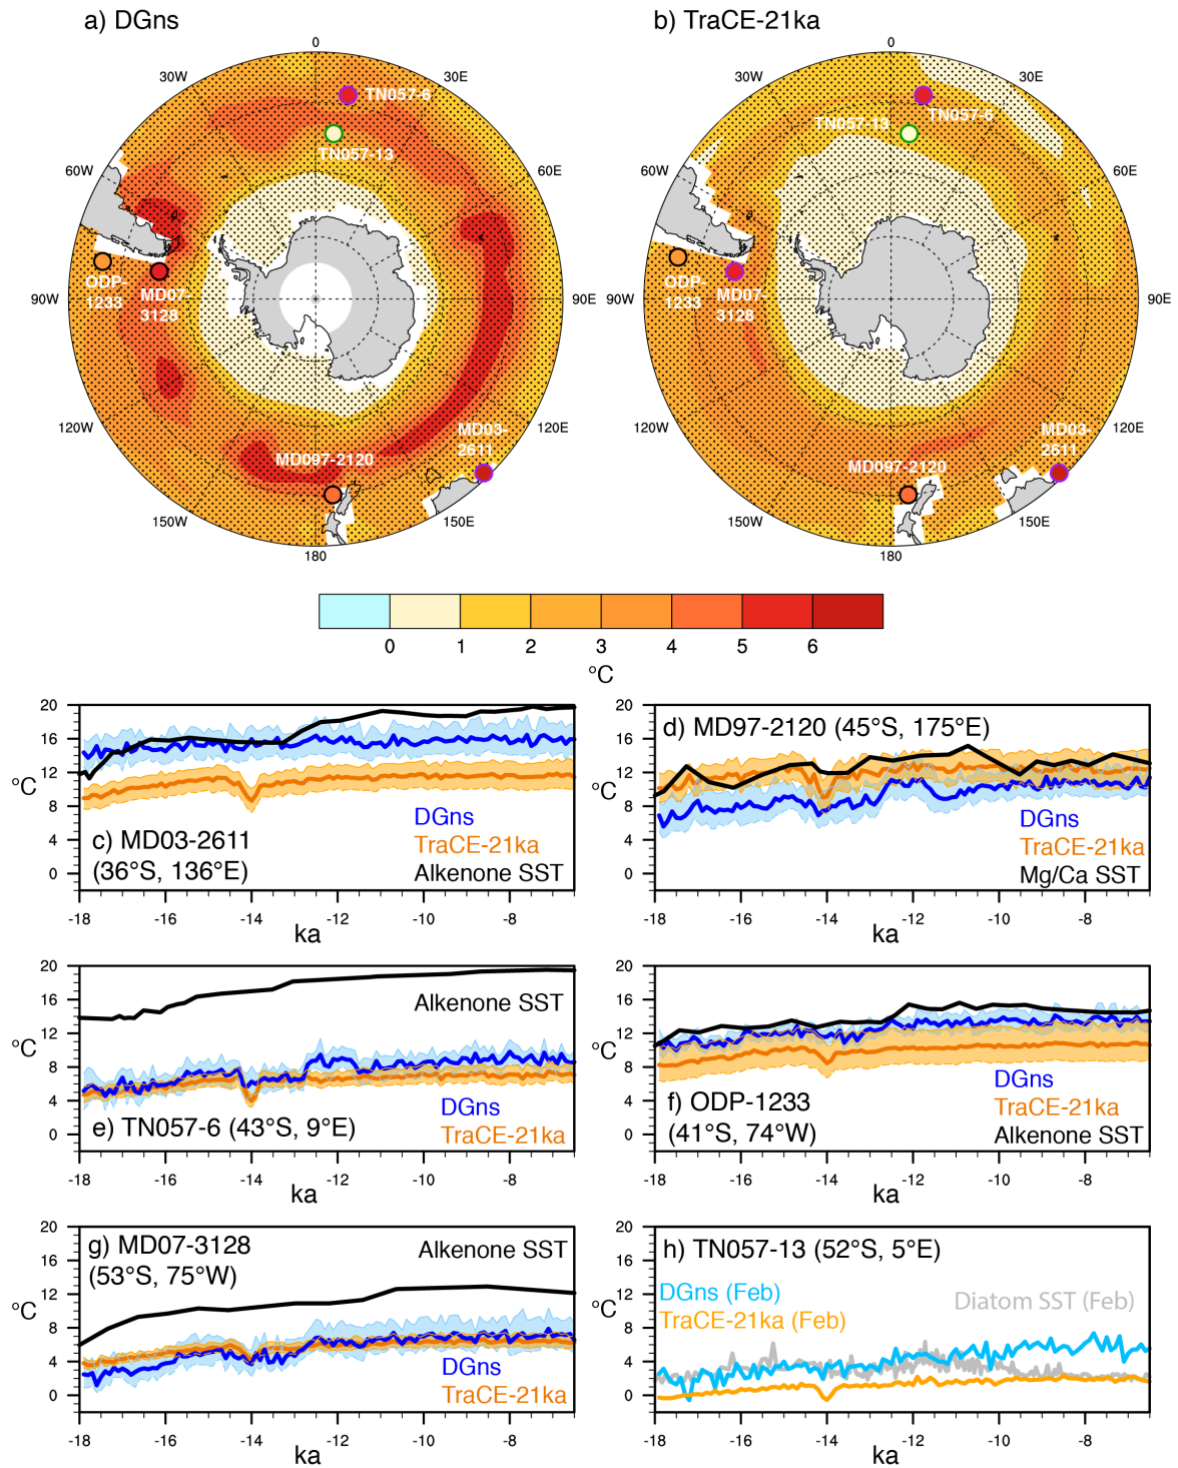 a) DGns
b) TraCE-21ka
0
30W
30E
60W
60E
90W
90E
120W
120E
150W
150E
180
TN057-6
TN057-13
ODP-
1233
MD07-
3128
MD03-
2611
MD097-2120
0
30W
30E
60W
60E
90W
90E
120W
120E
150W
150E
180
TN057-13
TN057-6
ODP-
1233
MD07-
3128
MD03-
2611
MD097-2120
0 1 2 3 4 5 6
°C
20
16
12
8
4
0
°C
DGns
TraCE-21ka
Alkenone SST
c) MD03-2611
(36°S, 136°E)
-18 -16 -14 -12 -10 -8
ka
20
16
12
8
4
0
°C
d) MD97-2120 (45°S, 175°E)
DGns
TraCE-21ka
Mg/Ca SST
-18 -16 -14 -12 -10 -8
ka
20
16
12
8
4
0
°C
Alkenone SST
DGns
TraCE-21ka
e) TN057-6 (43°S, 9°E)
-18 -16 -14 -12 -10 -8
ka
20
16
12
8
4
0
°C
DGns
TraCE-21ka
Alkenone SST
f) ODP-1233
(41°S, 74°W)
-18 -16 -14 -12 -10 -8
ka
20
16
12
8
4
0
°C
g) MD07-3128
(53°S, 75°W)
Alkenone SST
DGns
TraCE-21ka
-18 -16 -14 -12 -10 -8
ka
20
16
12
8
4
0
°C
h) TN057-13 (52°S, 5°E)
DGns (Feb)
TraCE-21ka (Feb)
Diatom SST (Feb)
-18 -16 -14 -12 -10 -8
ka